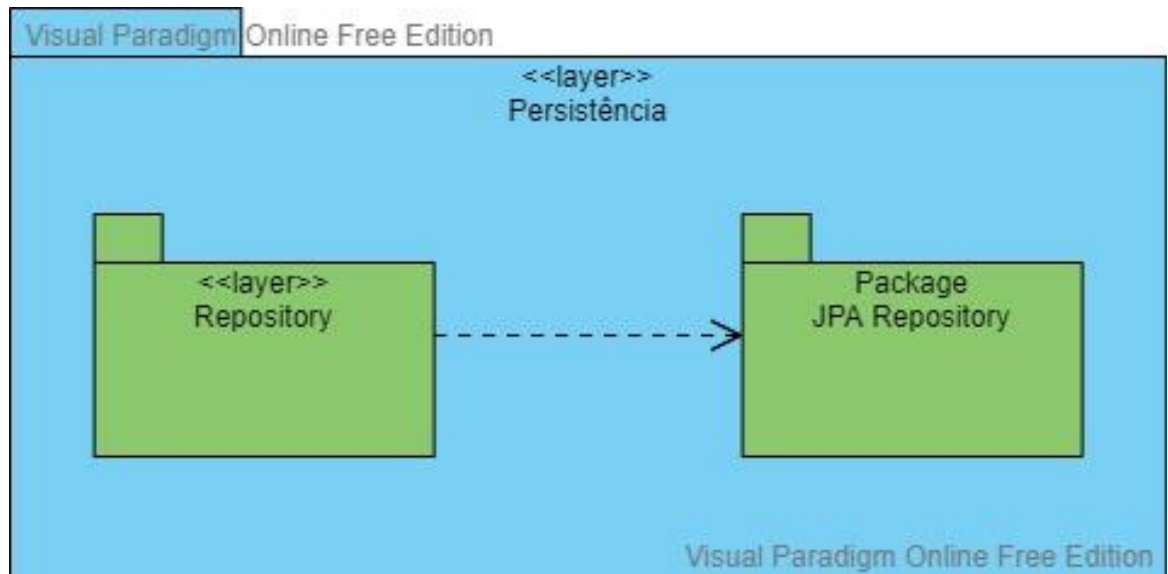 Visual Paradigm Online Free Edition
<<layer>>
Persistência
<<layer>>
Repository
Package
JPA Repository
Visual Paradigm Online Free Edition